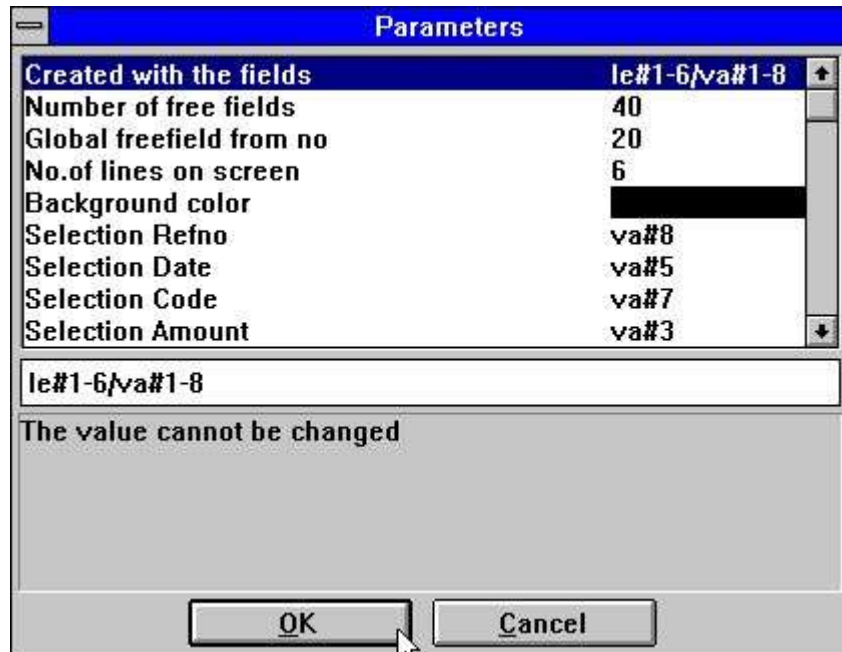 Parameters
Created with the fields le#1-6/va#1-8
Number of free fields 40
Global freefield from no 20
No.of lines on screen 6
Background color
Selection Refno va#8
Selection Date va#5
Selection Code va#7
Selection Amount va#3
le#1-6/va#1-8
The value cannot be changed
OK Cancel